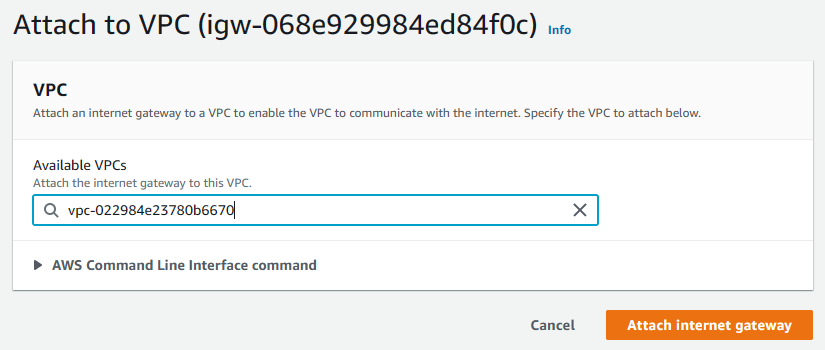 Attach to VPC (igw-068e929984ed84f0c) Info
VPC
Attach an internet gateway to a VPC to enable the VPC to communicate with the internet. Specify the VPC to attach below.
Available VPCs
Attach the internet gateway to this VPC.
vpc-022984e23780b6670
AWS Command Line Interface command
Cancel Attach internet gateway